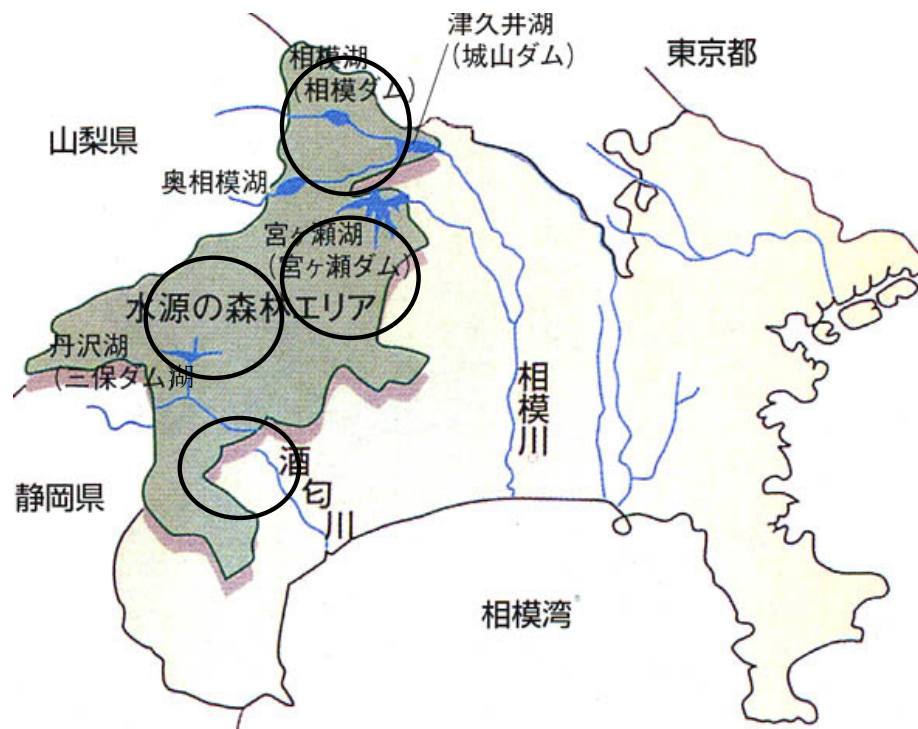 津久井湖
(城山ダム)
東京都
相模湖
(相模ダム)
山梨県
奥相模湖
宮ヶ瀬湖
(宮ヶ瀬ダム)
水源の森林エリア
丹沢湖
(三保ダム湖
相模川
酒匂川
静岡県
相模湾